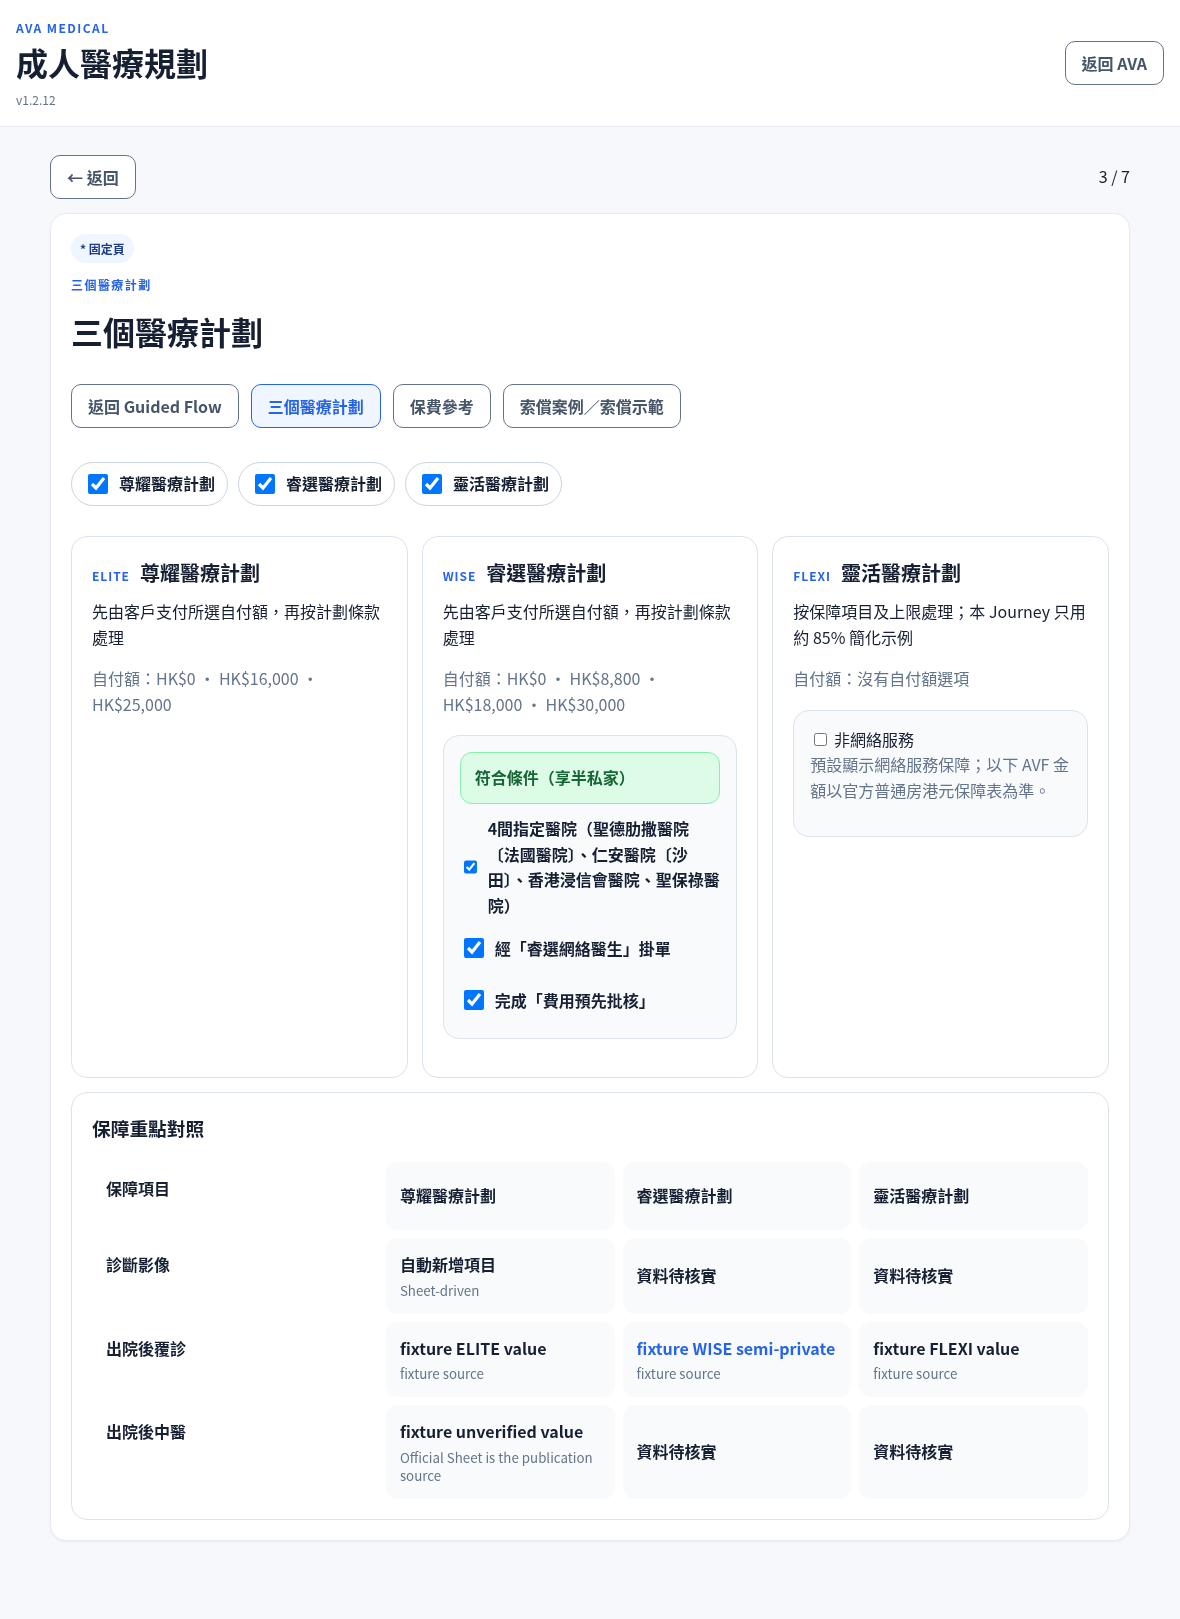 AVA MEDICAL
成人醫療規劃
v1.2.12
返回 AVA
← 返回
3 / 7
* 固定頁
三個醫療計劃
三個醫療計劃
返回 Guided Flow
三個醫療計劃
保費參考
索償案例／索償示範
尊耀醫療計劃
睿選醫療計劃
靈活醫療計劃
ELITE 尊耀醫療計劃
先由客戶支付所選自付額，再按計劃條款
處理
自付額：HK$0 · HK$16,000 ·
HK$25,000
WISE 睿選醫療計劃
先由客戶支付所選自付額，再按計劃條款
處理
自付額：HK$0 · HK$8,800 ·
HK$18,000 · HK$30,000
符合條件（享半私家）
4間指定醫院（聖德肋撒醫院
〔法國醫院〕、仁安醫院〔沙
田〕、香港浸信會醫院、聖保祿醫
院）
經「睿選網絡醫生」掛單
完成「費用預先批核」
FLEXI 靈活醫療計劃
按保障項目及上限處理；本 Journey 只用
約 85% 簡化示例
自付額：沒有自付額選項
非網絡服務
預設顯示網絡服務保障；以下 AVF 金
額以官方普通房港元保障表為準。
保障重點對照
保障項目
尊耀醫療計劃
睿選醫療計劃
靈活醫療計劃
診斷影像
自動新增項目
Sheet-driven
資料待核實
資料待核實
出院後覆診
fixture ELITE value
fixture source
fixture WISE semi-private
fixture source
fixture FLEXI value
fixture source
出院後中醫
fixture unverified value
Official Sheet is the publication
source
資料待核實
資料待核實